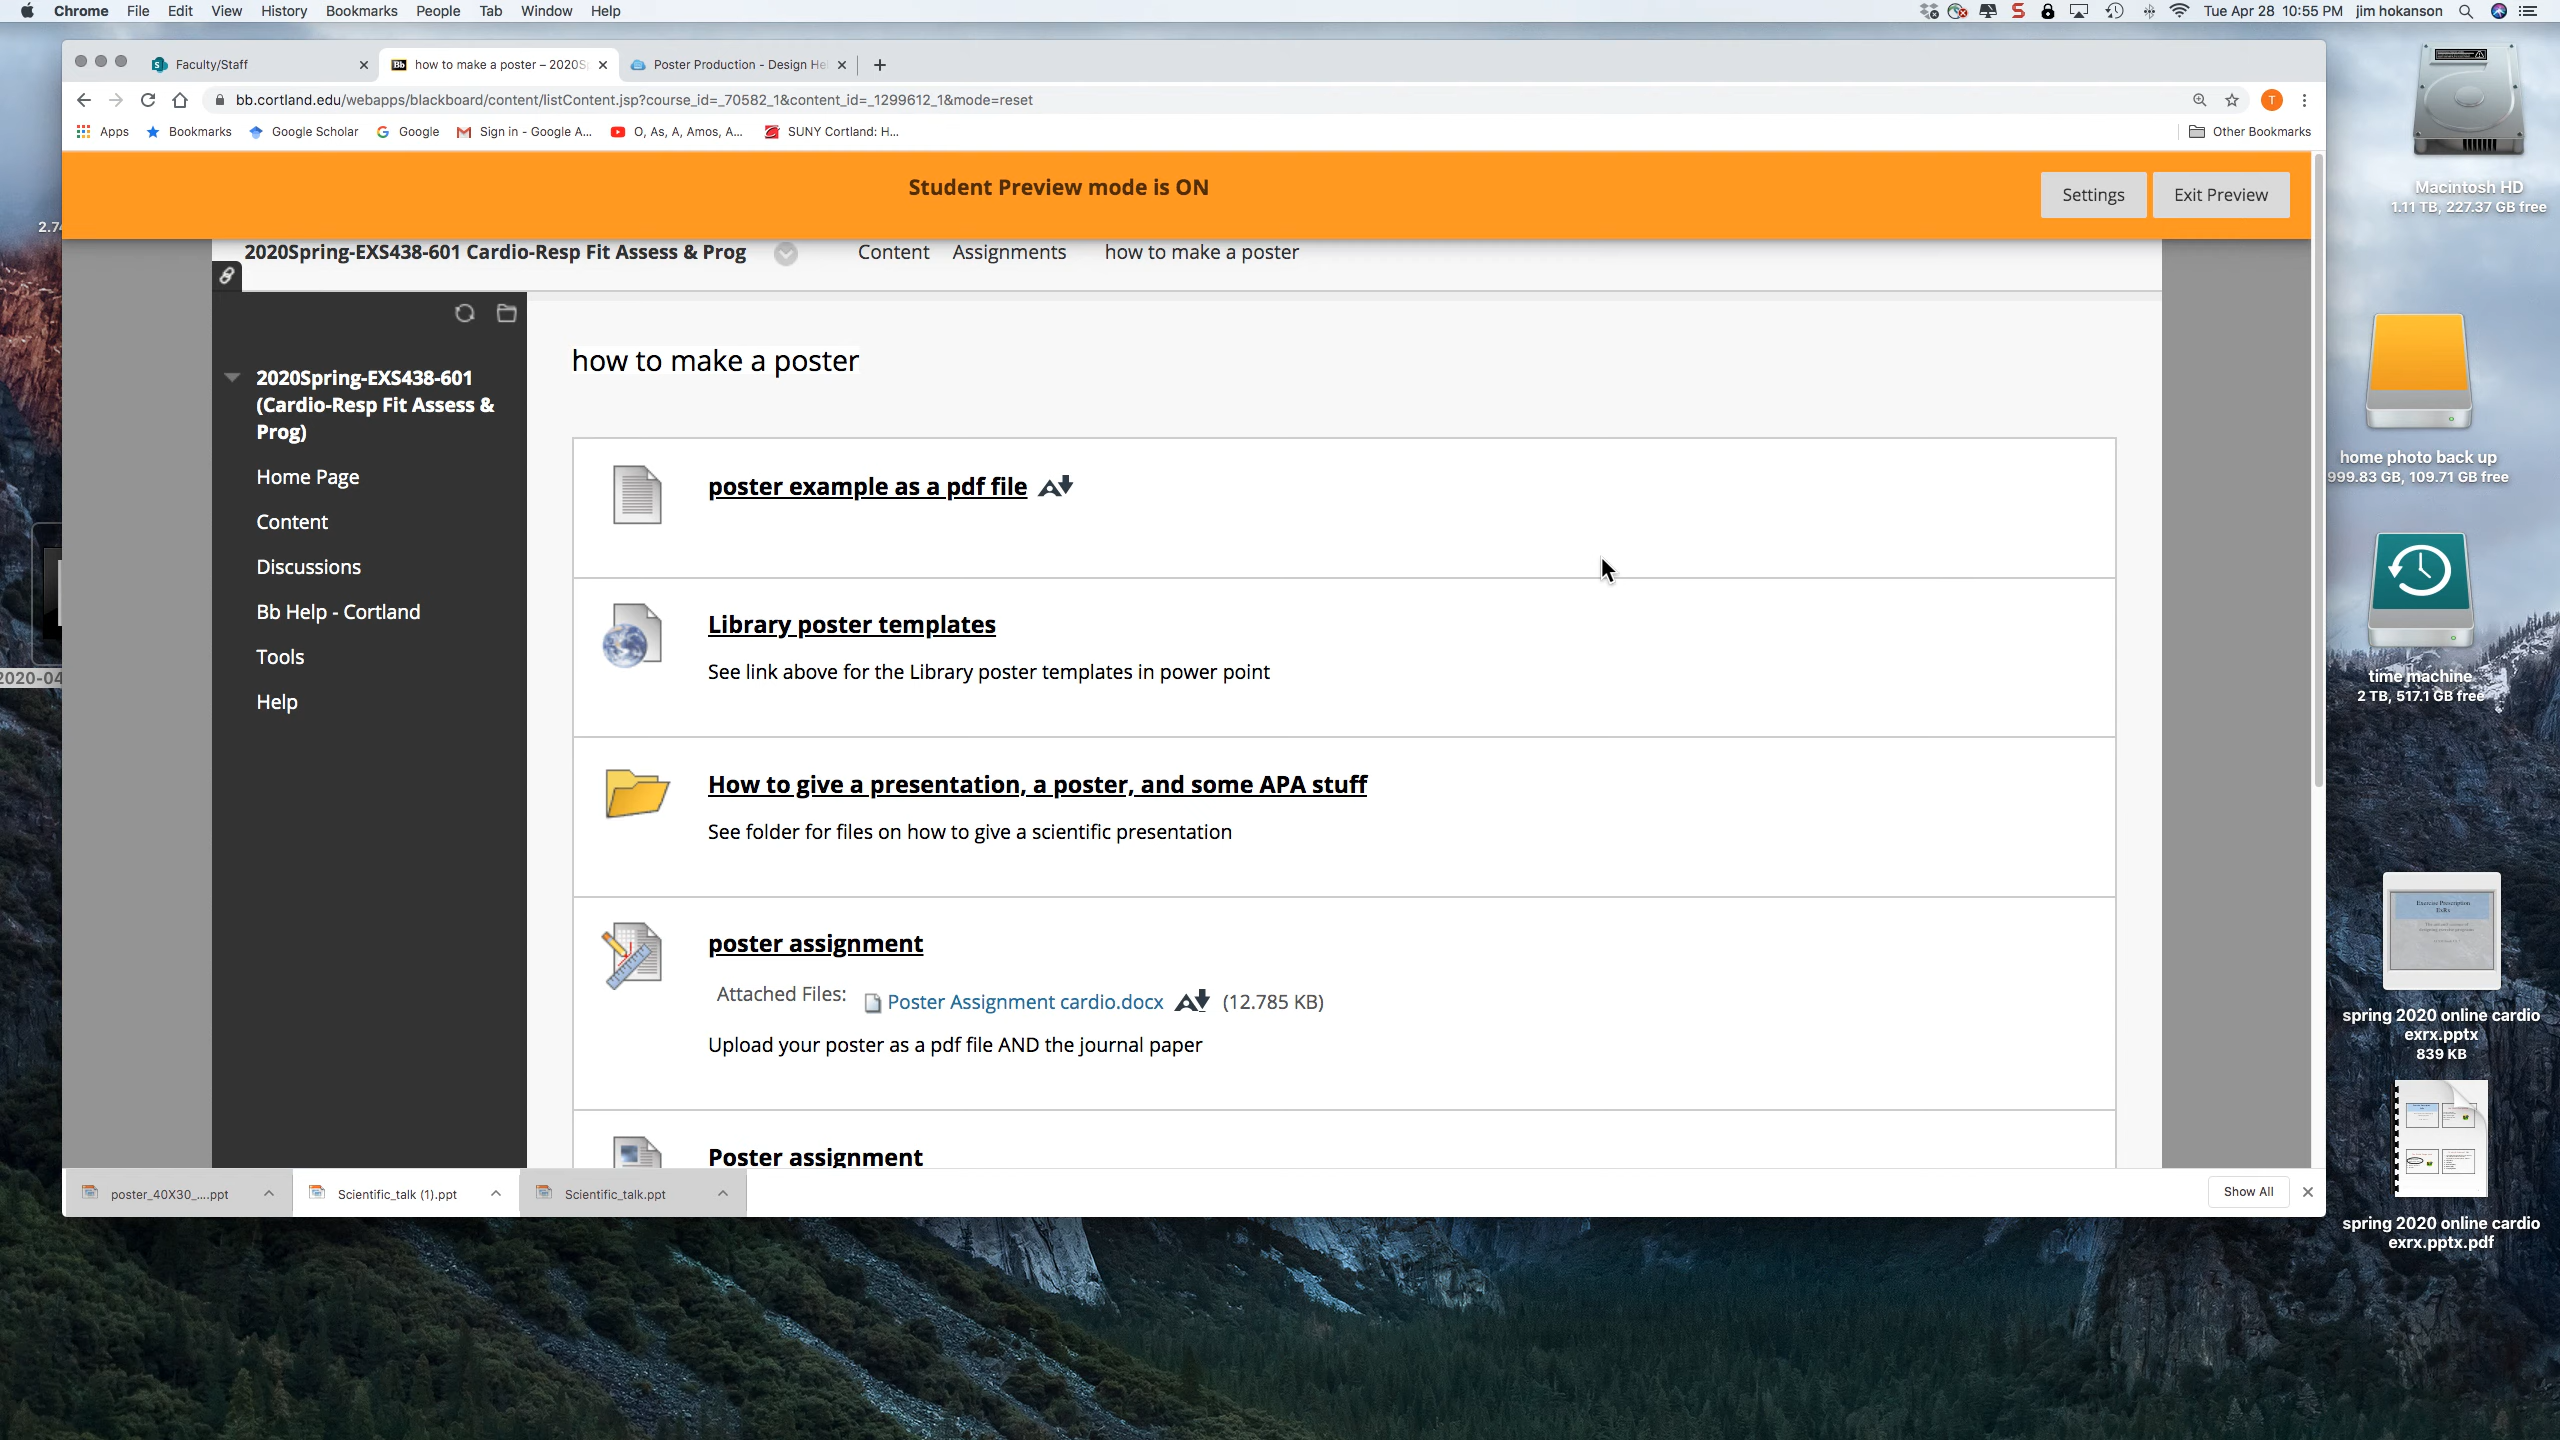 Chrome File Edit View History Bookmarks People Tab Window Help
Tue Apr 28 10:55 PM jim hokanson
Faculty/Staff
how to make a poster – 2020S
Poster Production - Design He
bb.cortland.edu/webapps/blackboard/content/listContent.jsp?course_id=_70582_1&content_id=_1299612_1&mode=reset
T
Apps Bookmarks Google Scholar Google Sign in - Google A... O, As, A, Amos, A... SUNY Cortland: H...
Other Bookmarks
Student Preview mode is ON
Settings
Exit Preview
2020Spring-EXS438-601 Cardio-Resp Fit Assess & Prog
Content Assignments how to make a poster
2020Spring-EXS438-601
(Cardio-Resp Fit Assess &
Prog)
Home Page
Content
Discussions
Bb Help - Cortland
Tools
Help
how to make a poster
poster example as a pdf file
Library poster templates
See link above for the Library poster templates in power point
How to give a presentation, a poster, and some APA stuff
See folder for files on how to give a scientific presentation
poster assignment
Attached Files: Poster Assignment cardio.docx (12.785 KB)
Upload your poster as a pdf file AND the journal paper
Poster assignment
poster_40X30_....ppt
Scientific_talk (1).ppt
Scientific_talk.ppt
Show All
2.74
2020-04
Macintosh HD
1.11 TB, 227.37 GB free
home photo back up
999.83 GB, 109.71 GB free
time machine
2 TB, 517.1 GB free
Exercise Prescription
ExRx
spring 2020 online cardio
exrx.pptx
839 KB
spring 2020 online cardio
exrx.pptx.pdf